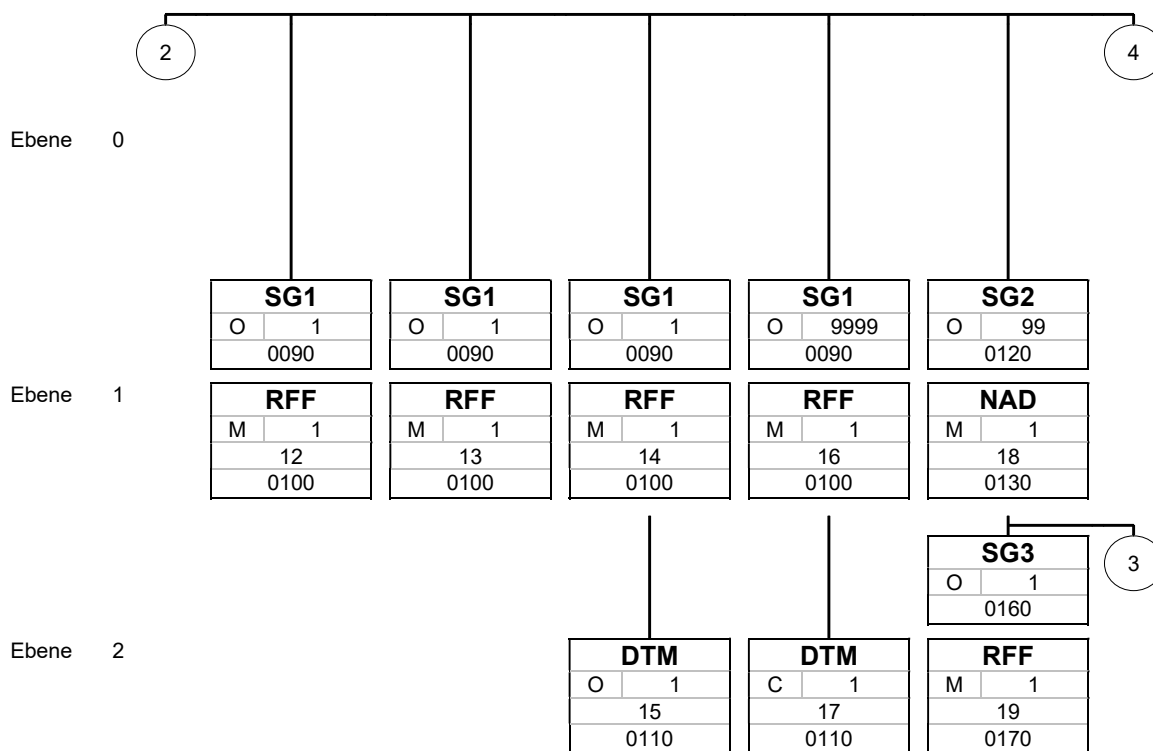 2 4
Ebene 0
SG1 SG1 SG1 SG1 SG2
O 1 O 1 O 1 O 9999 O 99
0090 0090 0090 0090 0120
Ebene 1
RFF RFF RFF RFF NAD
M 1 M 1 M 1 M 1 M 1
12 13 14 16 18
0100 0100 0100 0100 0130
SG3 3
O 1
0160
Ebene 2
DTM DTM RFF
O 1 C 1 M 1
15 17 19
0110 0110 0170